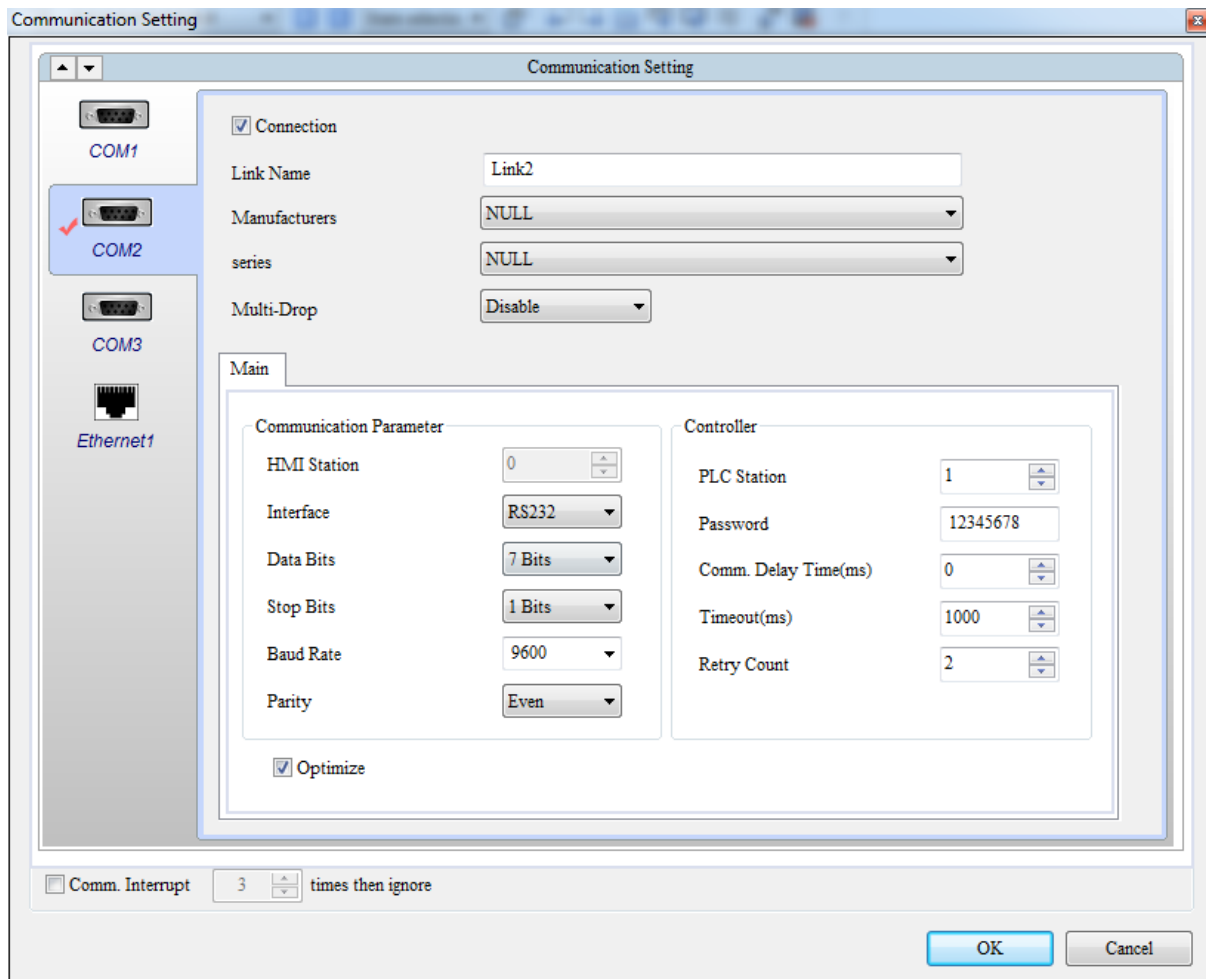 Communication Setting
Communication Setting
COM1
COM2
COM3
Ethernet1
Connection
Link Name Link2
Manufacturers NULL
series NULL
Multi-Drop Disable
Main
Communication Parameter
HMI Station 0
Interface RS232
Data Bits 7 Bits
Stop Bits 1 Bits
Baud Rate 9600
Parity Even
Optimize
Controller
PLC Station 1
Password 12345678
Comm. Delay Time(ms) 0
Timeout(ms) 1000
Retry Count 2
Comm. Interrupt 3 times then ignore
OK Cancel